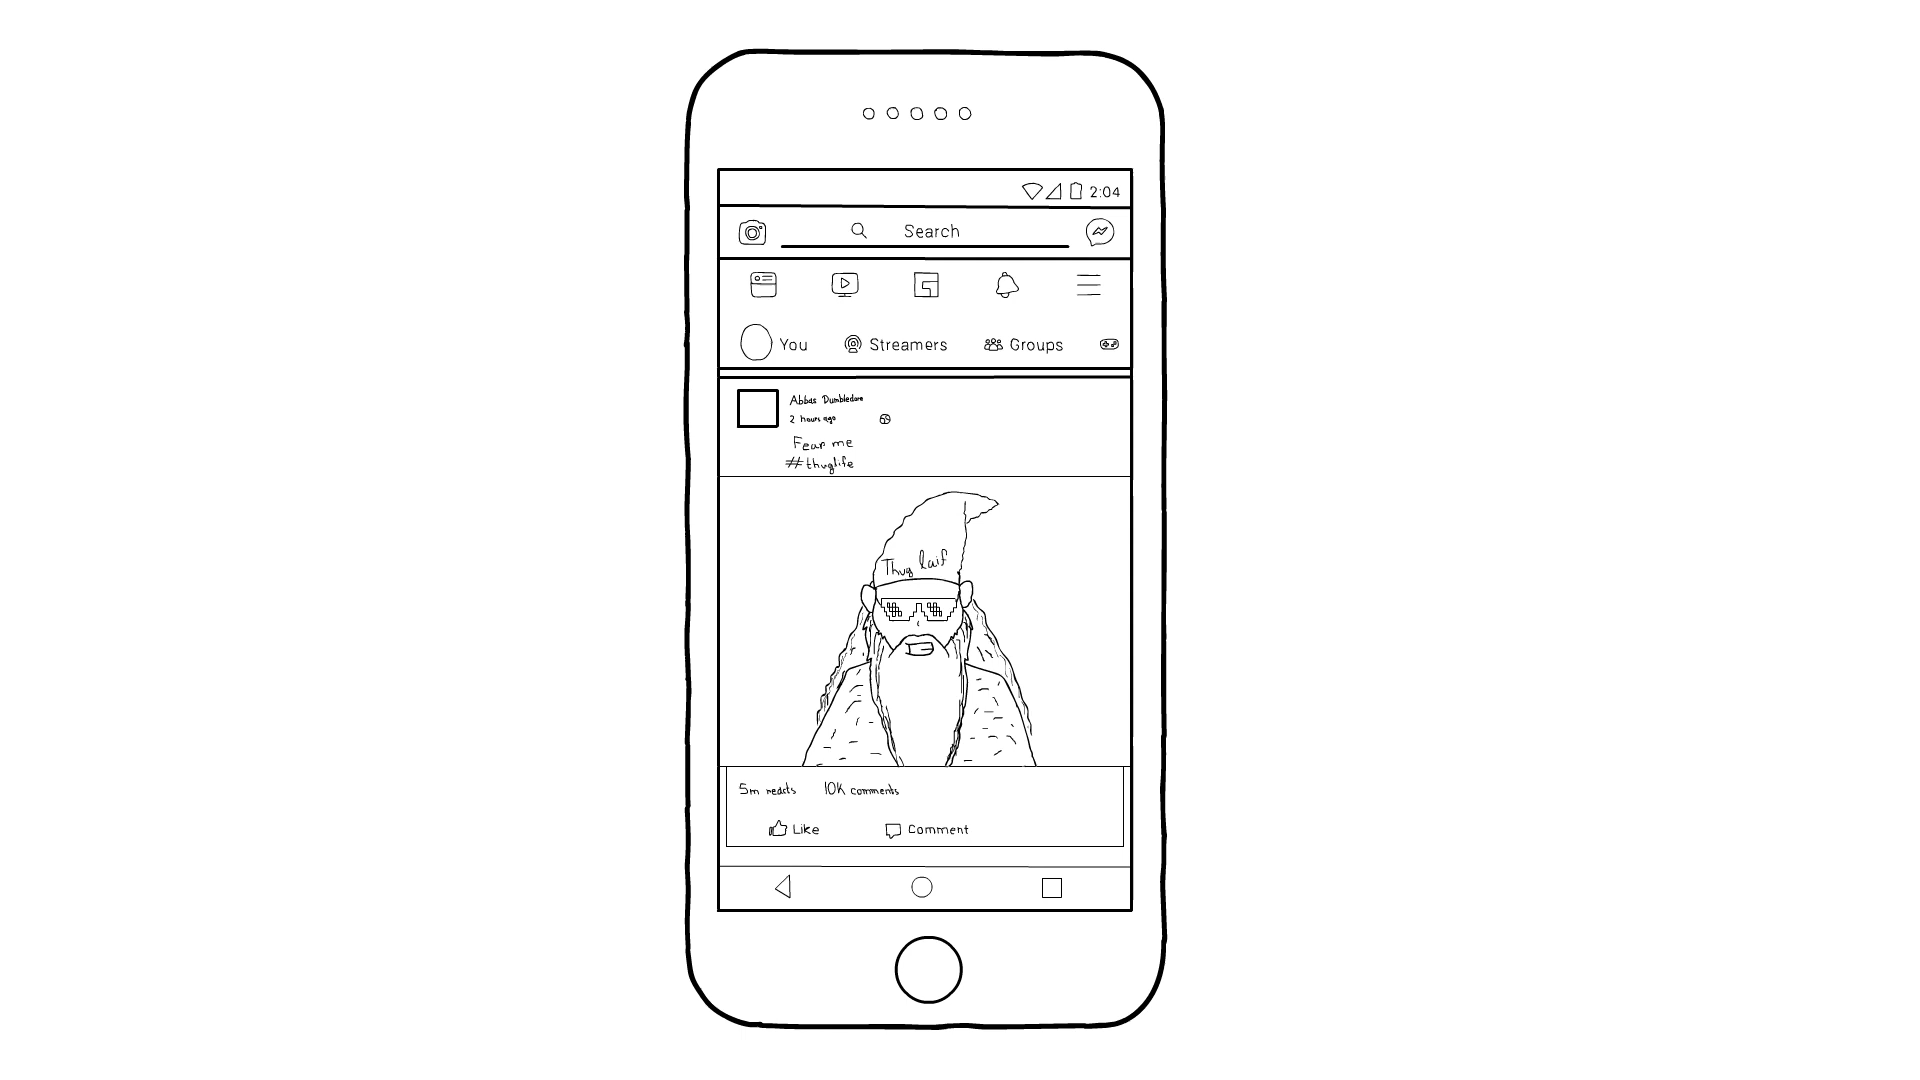 2:04
Search
You Streamers Groups
Abbas Dumbledore
2 hours ago
Fear me
#thuglife
Thug laif
5m reacts 10K comments
Like Comment